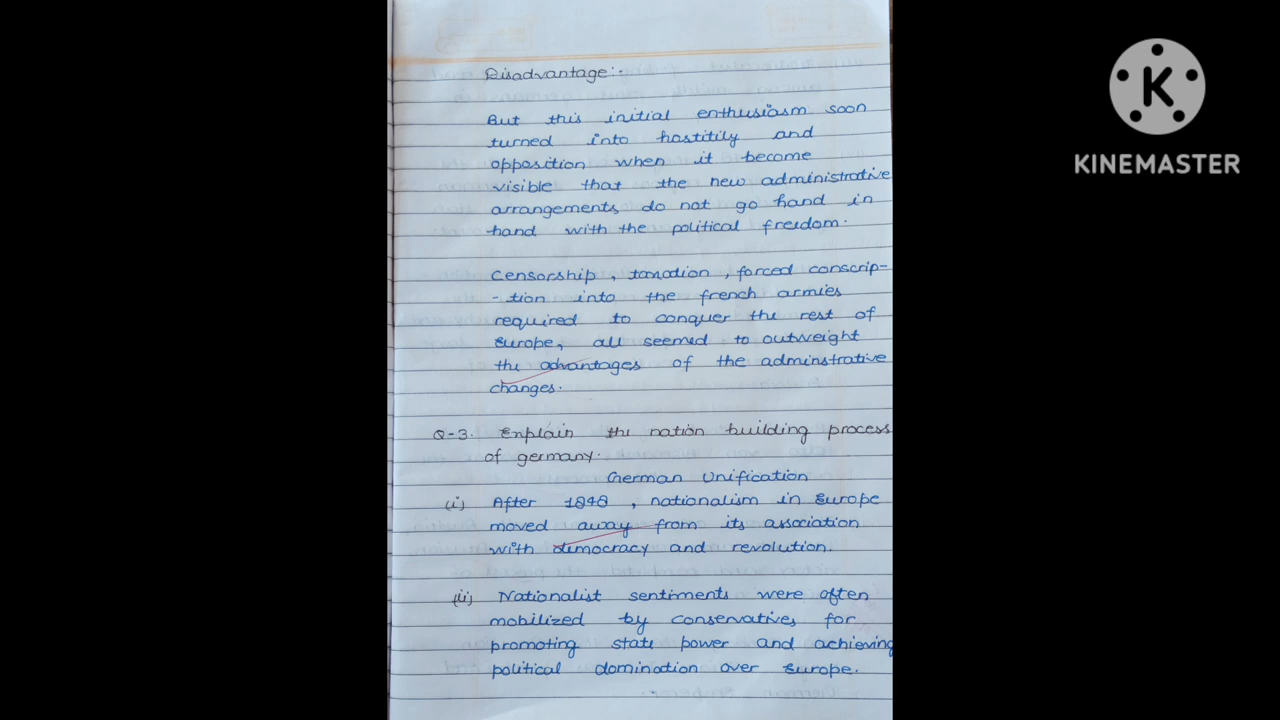 Disadvantage:-
But this initial enthusiasm soon
turned into hostitily and
opposition when it become
visible that the new administrative
arrangements do not go hand in
hand with the political freedom.
Censorship, taxation, forced conscrip-
- tion into the french armies
required to conquer the rest of
Europe, all seemed to outweight
the advantages of the adminstrative
changes.
Q-3. Explain the nation building process
of germany.
German Unification
(i) After 1848, nationalism in Europe
moved away from its association
with democracy and revolution.
(ii) Nationalist sentiments were often
mobilized by conservatives for
promoting state power and achieving
political domination over Europe.
K
KINEMASTER